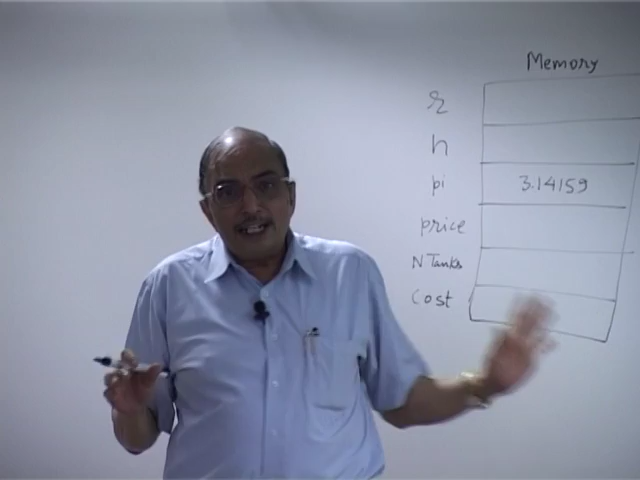 Memory
r
h
pi 3.14159
price
N Tanks
Cost